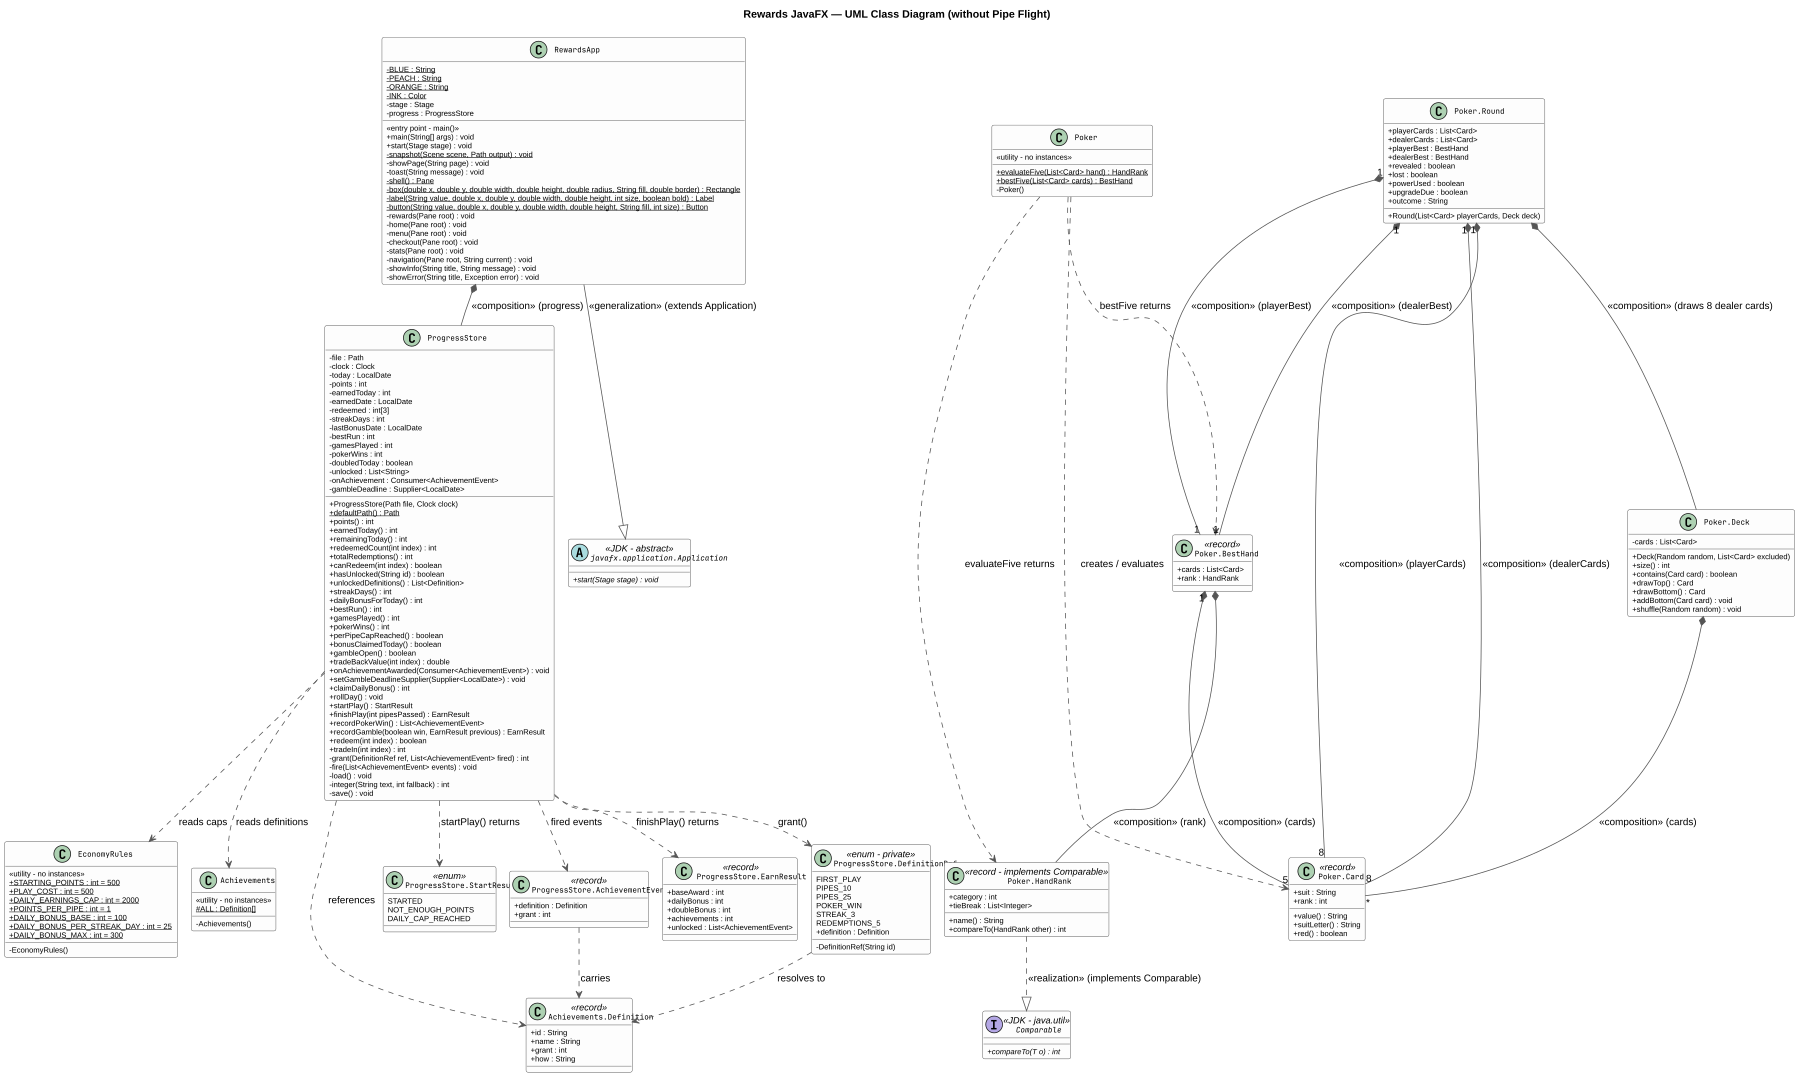 Rewards JavaFX — UML Class Diagram (without Pipe Flight)
RewardsApp
-BLUE : String
-PEACH : String
-ORANGE : String
-INK : Color
-stage : Stage
-progress : ProgressStore
«entry point - main()»
+main(String[] args) : void
+start(Stage stage) : void
-snapshot(Scene scene, Path output) : void
-showPage(String page) : void
-toast(String message) : void
-shell() : Pane
-box(double x, double y, double width, double height, double radius, String fill, double border) : Rectangle
-label(String value, double x, double y, double width, double height, int size, boolean bold) : Label
-button(String value, double x, double y, double width, double height, String fill, int size) : Button
-rewards(Pane root) : void
-home(Pane root) : void
-menu(Pane root) : void
-checkout(Pane root) : void
-stats(Pane root) : void
-navigation(Pane root, String current) : void
-showInfo(String title, String message) : void
-showError(String title, Exception error) : void
Poker
«utility - no instances»
+evaluateFive(List<Card> hand) : HandRank
+bestFive(List<Card> cards) : BestHand
-Poker()
Poker.Round
+playerCards : List<Card>
+dealerCards : List<Card>
+playerBest : BestHand
+dealerBest : BestHand
+revealed : boolean
+lost : boolean
+powerUsed : boolean
+upgradeDue : boolean
+outcome : String
+Round(List<Card> playerCards, Deck deck)
1
1
1
1
«composition» (progress)
«generalization» (extends Application)
bestFive returns
«composition» (playerBest)
«composition» (dealerBest)
«composition» (draws 8 dealer cards)
ProgressStore
-file : Path
-clock : Clock
-today : LocalDate
-points : int
-earnedToday : int
-earnedDate : LocalDate
-redeemed : int[3]
-streakDays : int
-lastBonusDate : LocalDate
-bestRun : int
-gamesPlayed : int
-pokerWins : int
-doubledToday : boolean
-unlocked : List<String>
-onAchievement : Consumer<AchievementEvent>
-gambleDeadline : Supplier<LocalDate>
+ProgressStore(Path file, Clock clock)
+defaultPath() : Path
+points() : int
+earnedToday() : int
+remainingToday() : int
+redeemedCount(int index) : int
+totalRedemptions() : int
+canRedeem(int index) : boolean
+hasUnlocked(String id) : boolean
+unlockedDefinitions() : List<Definition>
+streakDays() : int
+dailyBonusForToday() : int
+bestRun() : int
+gamesPlayed() : int
+pokerWins() : int
+perPipeCapReached() : boolean
+bonusClaimedToday() : boolean
+gambleOpen() : boolean
+tradeBackValue(int index) : double
+onAchievementAwarded(Consumer<AchievementEvent>) : void
+setGambleDeadlineSupplier(Supplier<LocalDate>) : void
+claimDailyBonus() : int
+rollDay() : void
+startPlay() : StartResult
+finishPlay(int pipesPassed) : EarnResult
+recordPokerWin() : List<AchievementEvent>
+recordGamble(boolean win, EarnResult previous) : EarnResult
+redeem(int index) : boolean
+tradeIn(int index) : int
-grant(DefinitionRef ref, List<AchievementEvent> fired) : int
-fire(List<AchievementEvent> events) : void
-load() : void
-integer(String text, int fallback) : int
-save() : void
«JDK - abstract»
javafx.application.Application
+start(Stage stage) : void
1
1
«record»
Poker.BestHand
+cards : List<Card>
+rank : HandRank
1
Poker.Deck
-cards : List<Card>
+Deck(Random random, List<Card> excluded)
+size() : int
+contains(Card card) : boolean
+drawTop() : Card
+drawBottom() : Card
+addBottom(Card card) : void
+shuffle(Random random) : void
evaluateFive returns
creates / evaluates
«composition» (playerCards)
«composition» (dealerCards)
reads caps
reads definitions
startPlay() returns
fired events
finishPlay() returns
grant()
«composition» (rank)
«composition» (cards)
«composition» (cards)
EconomyRules
«utility - no instances»
+STARTING_POINTS : int = 500
+PLAY_COST : int = 500
+DAILY_EARNINGS_CAP : int = 2000
+POINTS_PER_PIPE : int = 1
+DAILY_BONUS_BASE : int = 100
+DAILY_BONUS_PER_STREAK_DAY : int = 25
+DAILY_BONUS_MAX : int = 300
-EconomyRules()
Achievements
«utility - no instances»
#ALL : Definition[]
-Achievements()
references
«enum»
ProgressStore.StartResu
STARTED
NOT_ENOUGH_POINTS
DAILY_CAP_REACHED
«record»
ProgressStore.AchievementEven
+definition : Definition
+grant : int
«record»
ProgressStore.EarnResult
+baseAward : int
+dailyBonus : int
+doubleBonus : int
+achievements : int
+unlocked : List<AchievementEvent>
«enum - private»
ProgressStore.DefinitionRef
FIRST_PLAY
PIPES_10
PIPES_25
POKER_WIN
STREAK_3
REDEMPTIONS_5
+definition : Definition
-DefinitionRef(String id)
«record - implements Comparable»
Poker.HandRank
+category : int
+tieBreak : List<Integer>
+name() : String
+compareTo(HandRank other) : int
8
5
8
*
«record»
Poker.Card
+suit : String
+rank : int
+value() : String
+suitLetter() : String
+red() : boolean
carries
resolves to
«realization» (implements Comparable)
«record»
Achievements.Definition
+id : String
+name : String
+grant : int
+how : String
«JDK - java.util»
Comparable
+compareTo(T o) : int